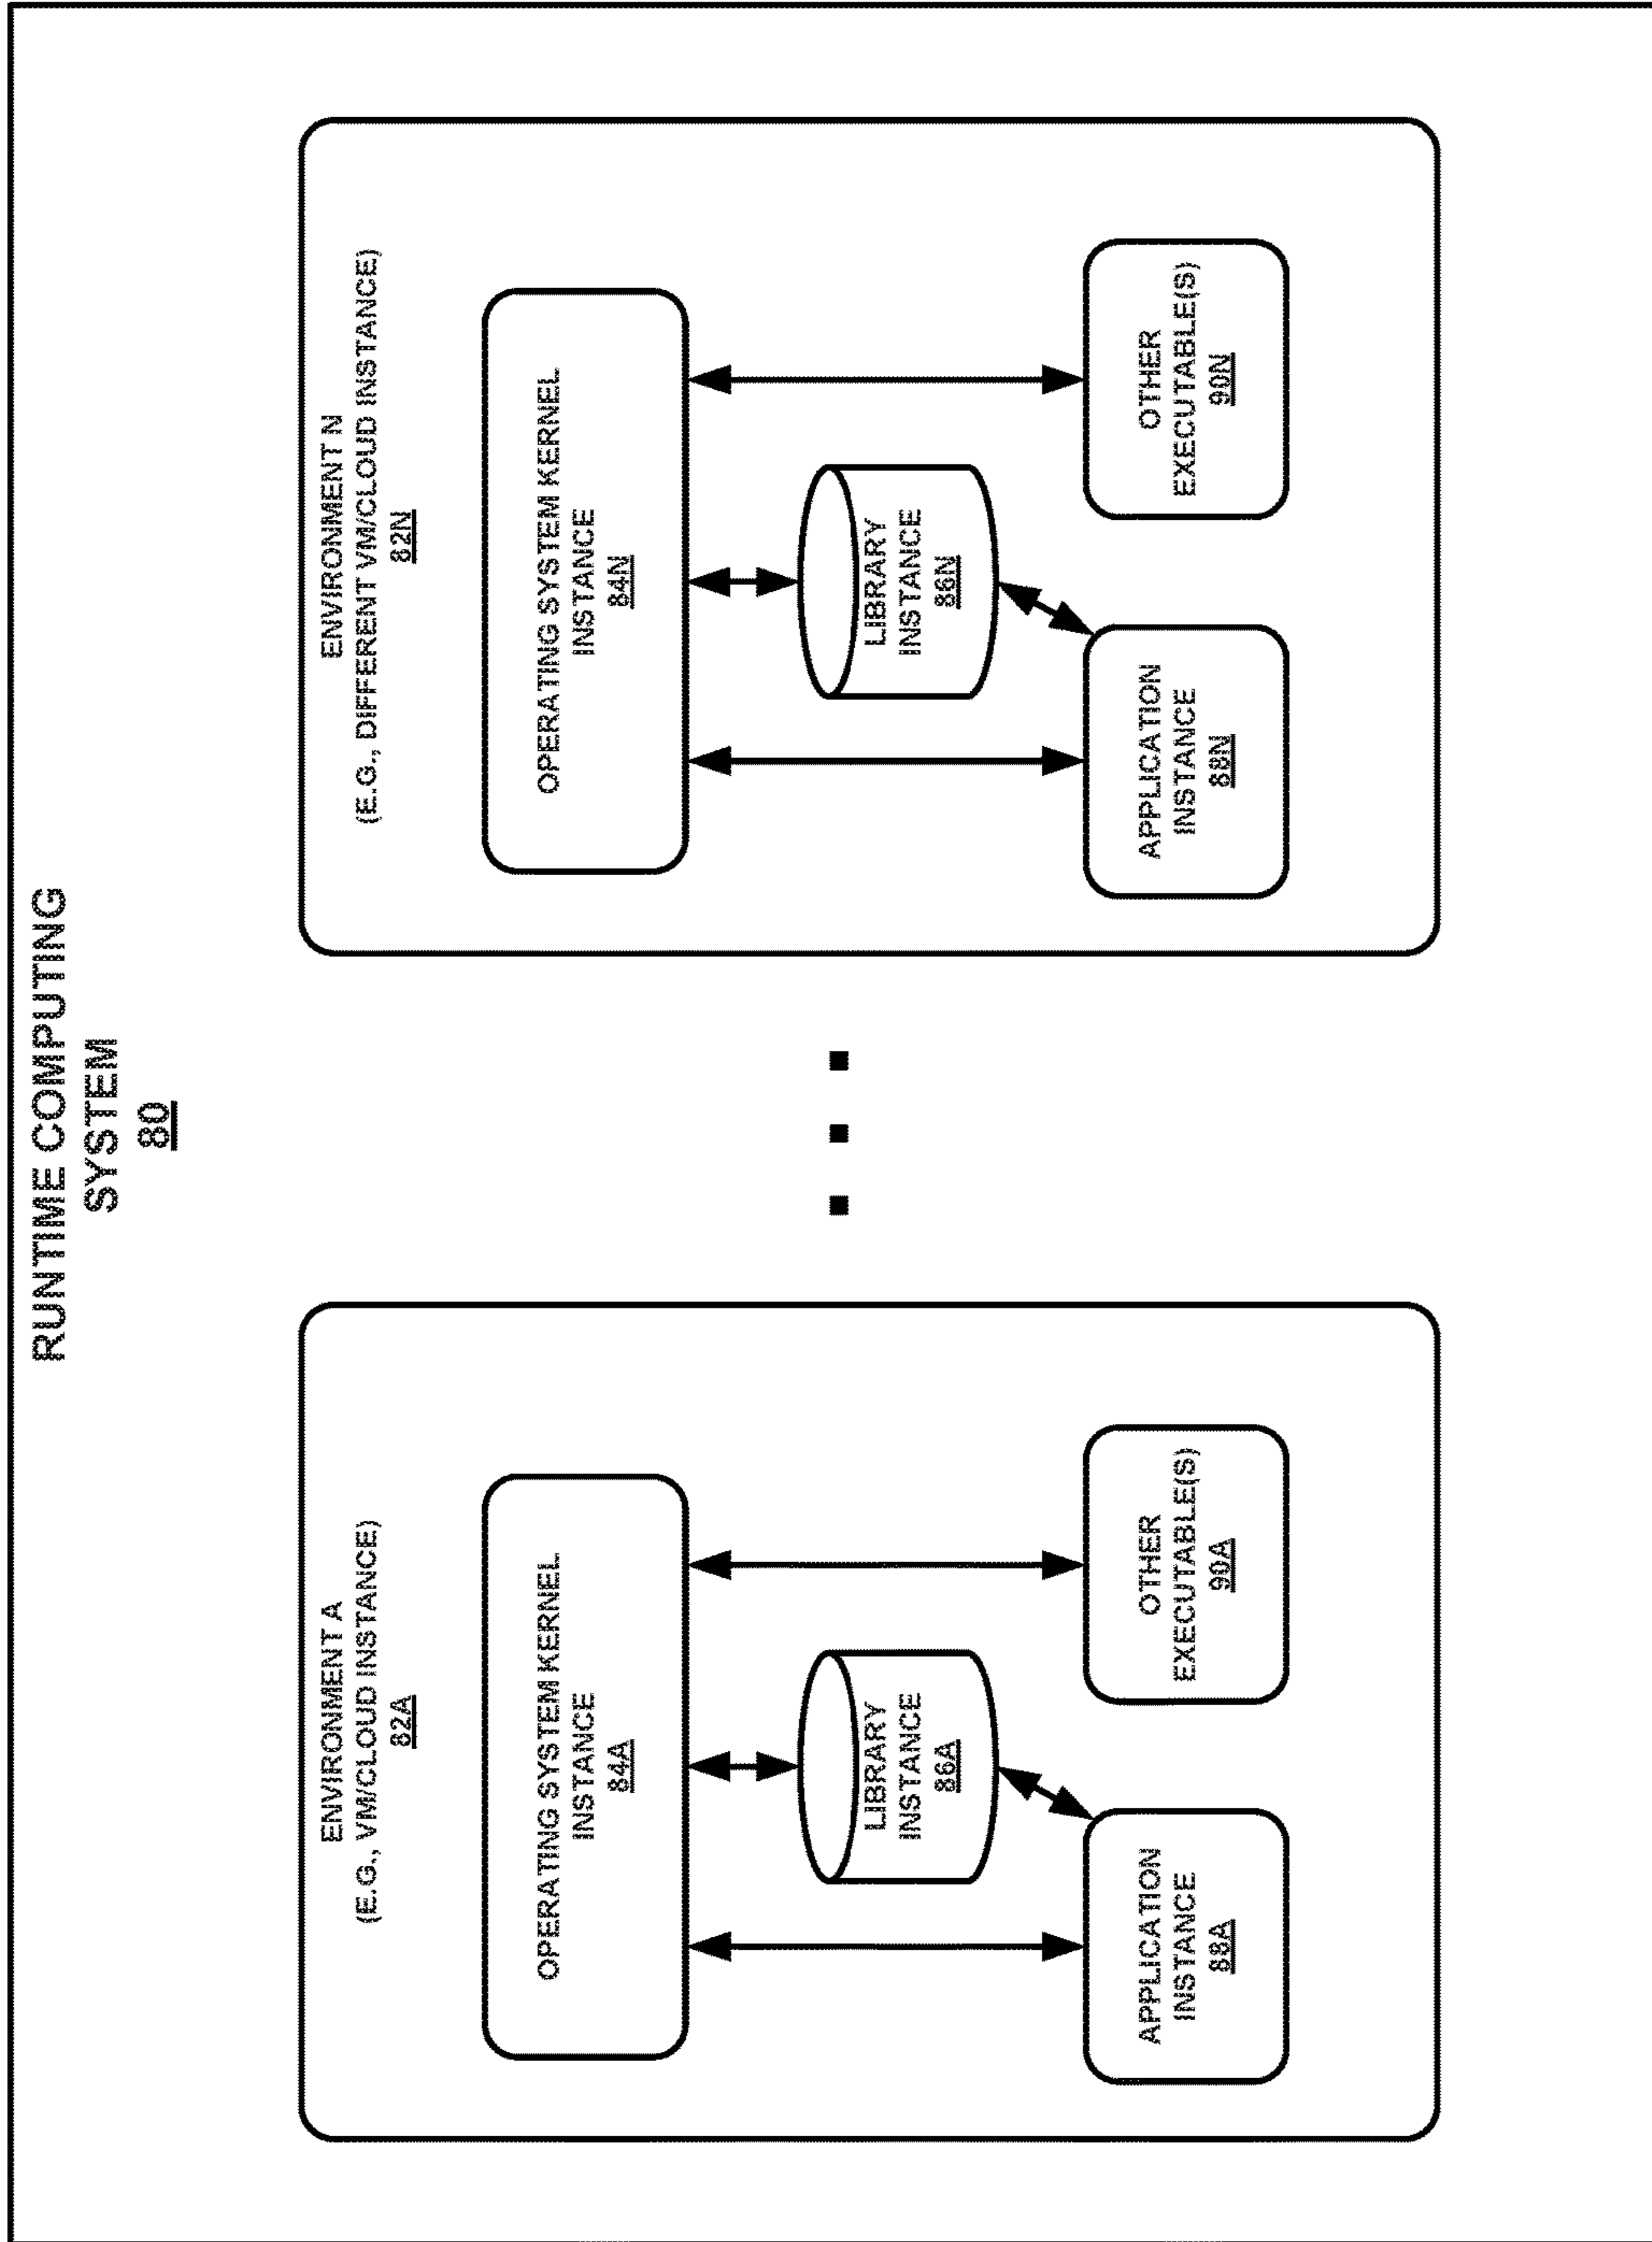 RUNTIME COMPUTING
SYSTEM
80
ENVIRONMENT A
(E.G., VM/CLOUD INSTANCE)
82A
OPERATING SYSTEM KERNEL
INSTANCE
84A
LIBRARY
INSTANCE
86A
APPLICATION
INSTANCE
88A
OTHER
EXECUTABLE(S)
90A
ENVIRONMENT N
(E.G., DIFFERENT VM/CLOUD INSTANCE)
82N
OPERATING SYSTEM KERNEL
INSTANCE
84N
LIBRARY
INSTANCE
86N
APPLICATION
INSTANCE
88N
OTHER
EXECUTABLE(S)
90N